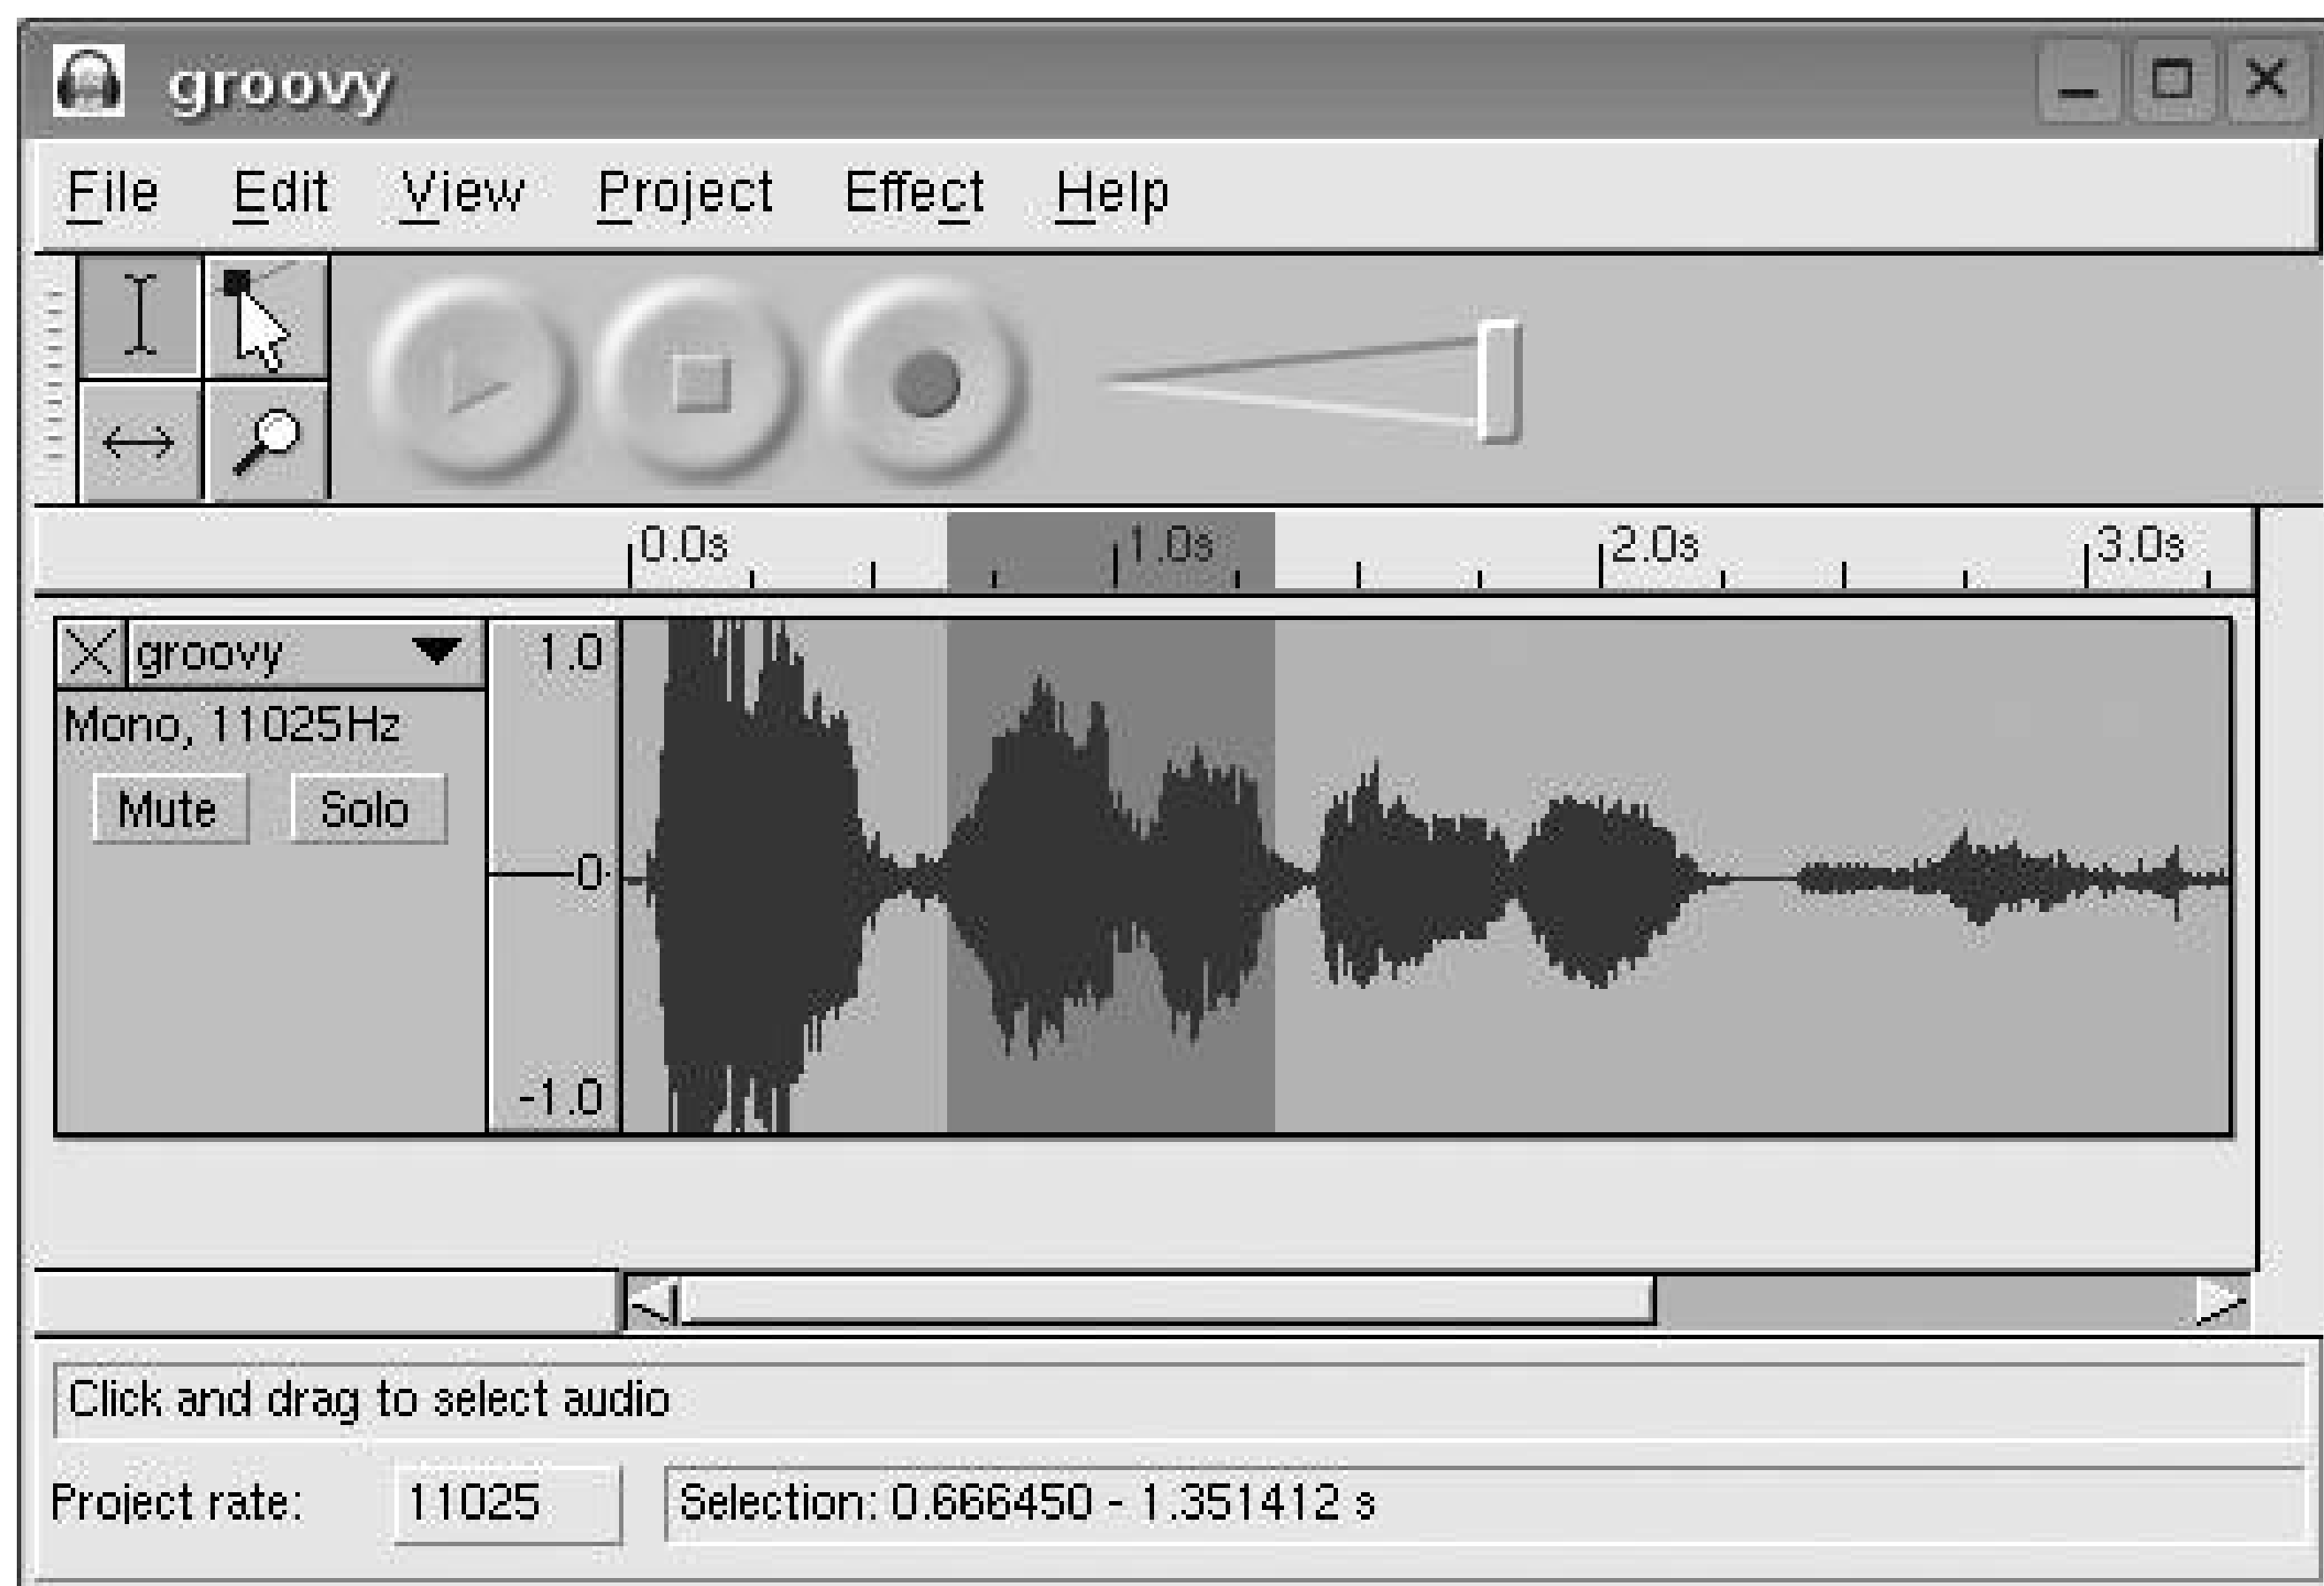 groovy
File Edit View Project Effect Help
0.0s 1.0s 2.0s 3.0s
groovy 1.0
Mono, 11025Hz
Mute Solo
0
-1.0
Click and drag to select audio
Project rate: 11025 Selection: 0.666450 - 1.351412 s